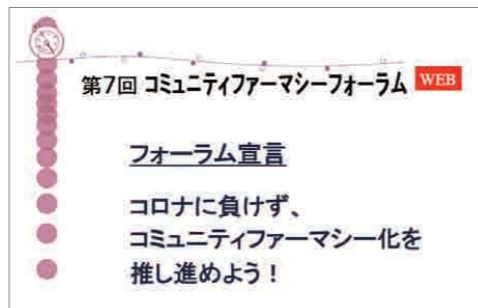 第7回 コミュニティファーマシーフォーラム WEB
フォーラム宣言
コロナに負けず、
コミュニティファーマシー化を
推し進めよう！